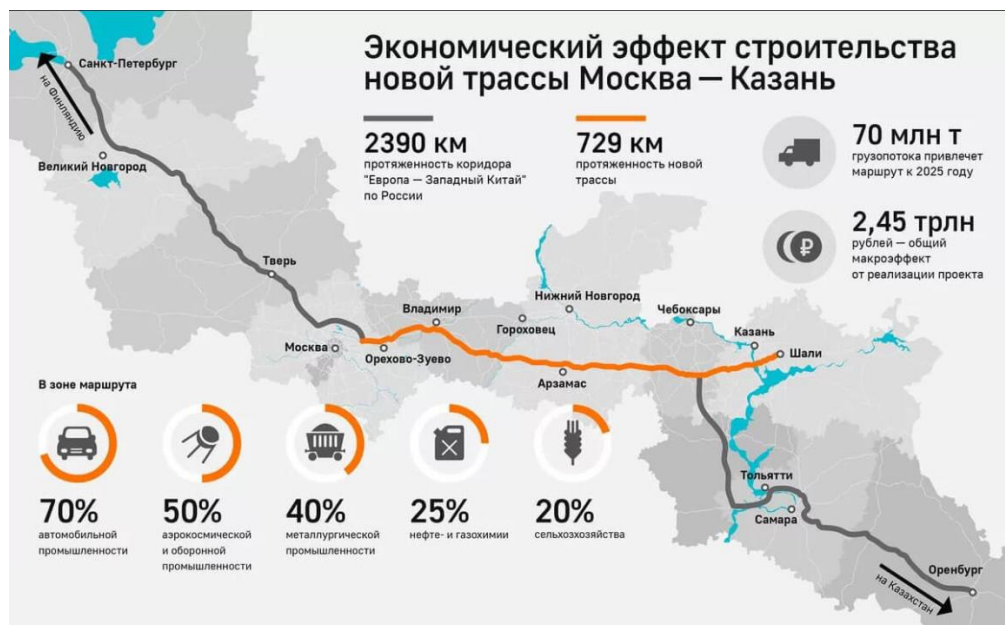 Экономический эффект строительства
новой трассы Москва — Казань
2390 км
протяженность коридора
"Европа — Западный Китай"
по России
729 км
протяженность новой
трассы
70 млн т
грузопотока привлечет
маршрут к 2025 году
2,45 трлн
рублей — общий
макроэффект
от реализации проекта
Санкт-Петербург
на Финляндию
Великий Новгород
Тверь
Москва
Орехово-Зуево
Владимир
Гороховец
Нижний Новгород
Арзамас
Чебоксары
Казань
Шали
Тольятти
Самара
Оренбург
на Казахстан
В зоне маршрута
70%
автомобильной
промышленности
50%
аэрокосмической
и оборонной
промышленности
40%
металлургической
промышленности
25%
нефте- и газохимии
20%
сельхозхозяйства